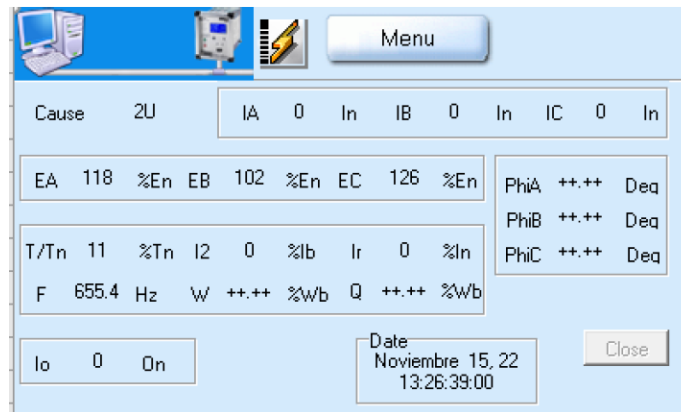 Menu
Cause 2U IA 0 In IB 0 In IC 0 In
EA 118 %En EB 102 %En EC 126 %En
PhiA ++.++ Deg
PhiB ++.++ Deg
PhiC ++.++ Deg
T/Tn 11 %Tn I2 0 %Ib Ir 0 %In
F 655.4 Hz W ++.++ %Wb Q ++.++ %Wb
Io 0 On
Date
Noviembre 15, 22
13:26:39:00
Close